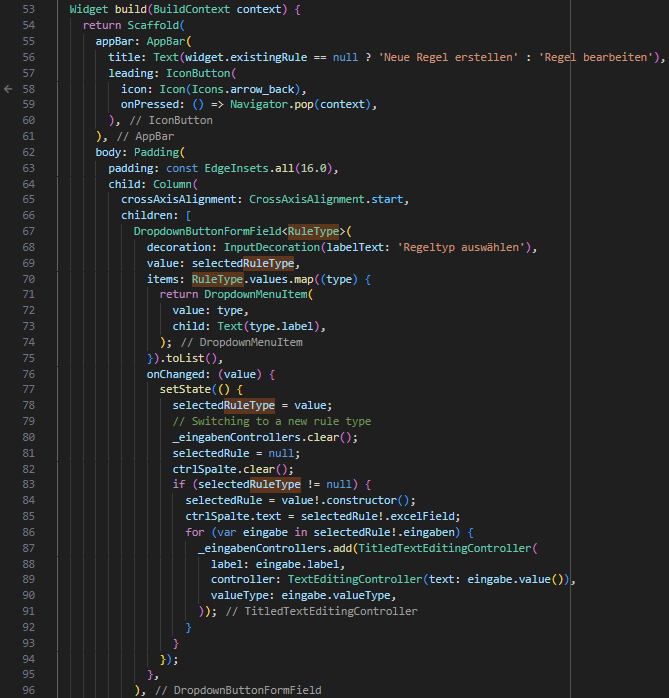 53 Widget build(BuildContext context) {
54 return Scaffold(
55 appBar: AppBar(
56 title: Text(widget.existingRule == null ? 'Neue Regel erstellen' : 'Regel bearbeiten'),
57 leading: IconButton(
58 icon: Icon(Icons.arrow_back),
59 onPressed: () => Navigator.pop(context),
60 ), // IconButton
61 ), // AppBar
62 body: Padding(
63 padding: const EdgeInsets.all(16.0),
64 child: Column(
65 crossAxisAlignment: CrossAxisAlignment.start,
66 children: [
67 DropdownButtonFormField<RuleType>(
68 decoration: InputDecoration(labelText: 'Regeltyp auswählen'),
69 value: selectedRuleType,
70 items: RuleType.values.map((type) {
71 return DropdownMenuItem(
72 value: type,
73 child: Text(type.label),
74 ); // DropdownMenuItem
75 }).toList(),
76 onChanged: (value) {
77 setState(() {
78 selectedRuleType = value;
79 // Switching to a new rule type
80 _eingabenControllers.clear();
81 selectedRule = null;
82 ctrlSpalte.clear();
83 if (selectedRuleType != null) {
84 selectedRule = value!.constructor();
85 ctrlSpalte.text = selectedRule!.excelField;
86 for (var eingabe in selectedRule!.eingaben) {
87 _eingabenControllers.add(TitledTextEditingController(
88 label: eingabe.label,
89 controller: TextEditingController(text: eingabe.value()),
90 valueType: eingabe.valueType,
91 )); // TitledTextEditingController
92 }
93 }
94 });
95 },
96 ), // DropdownButtonFormField